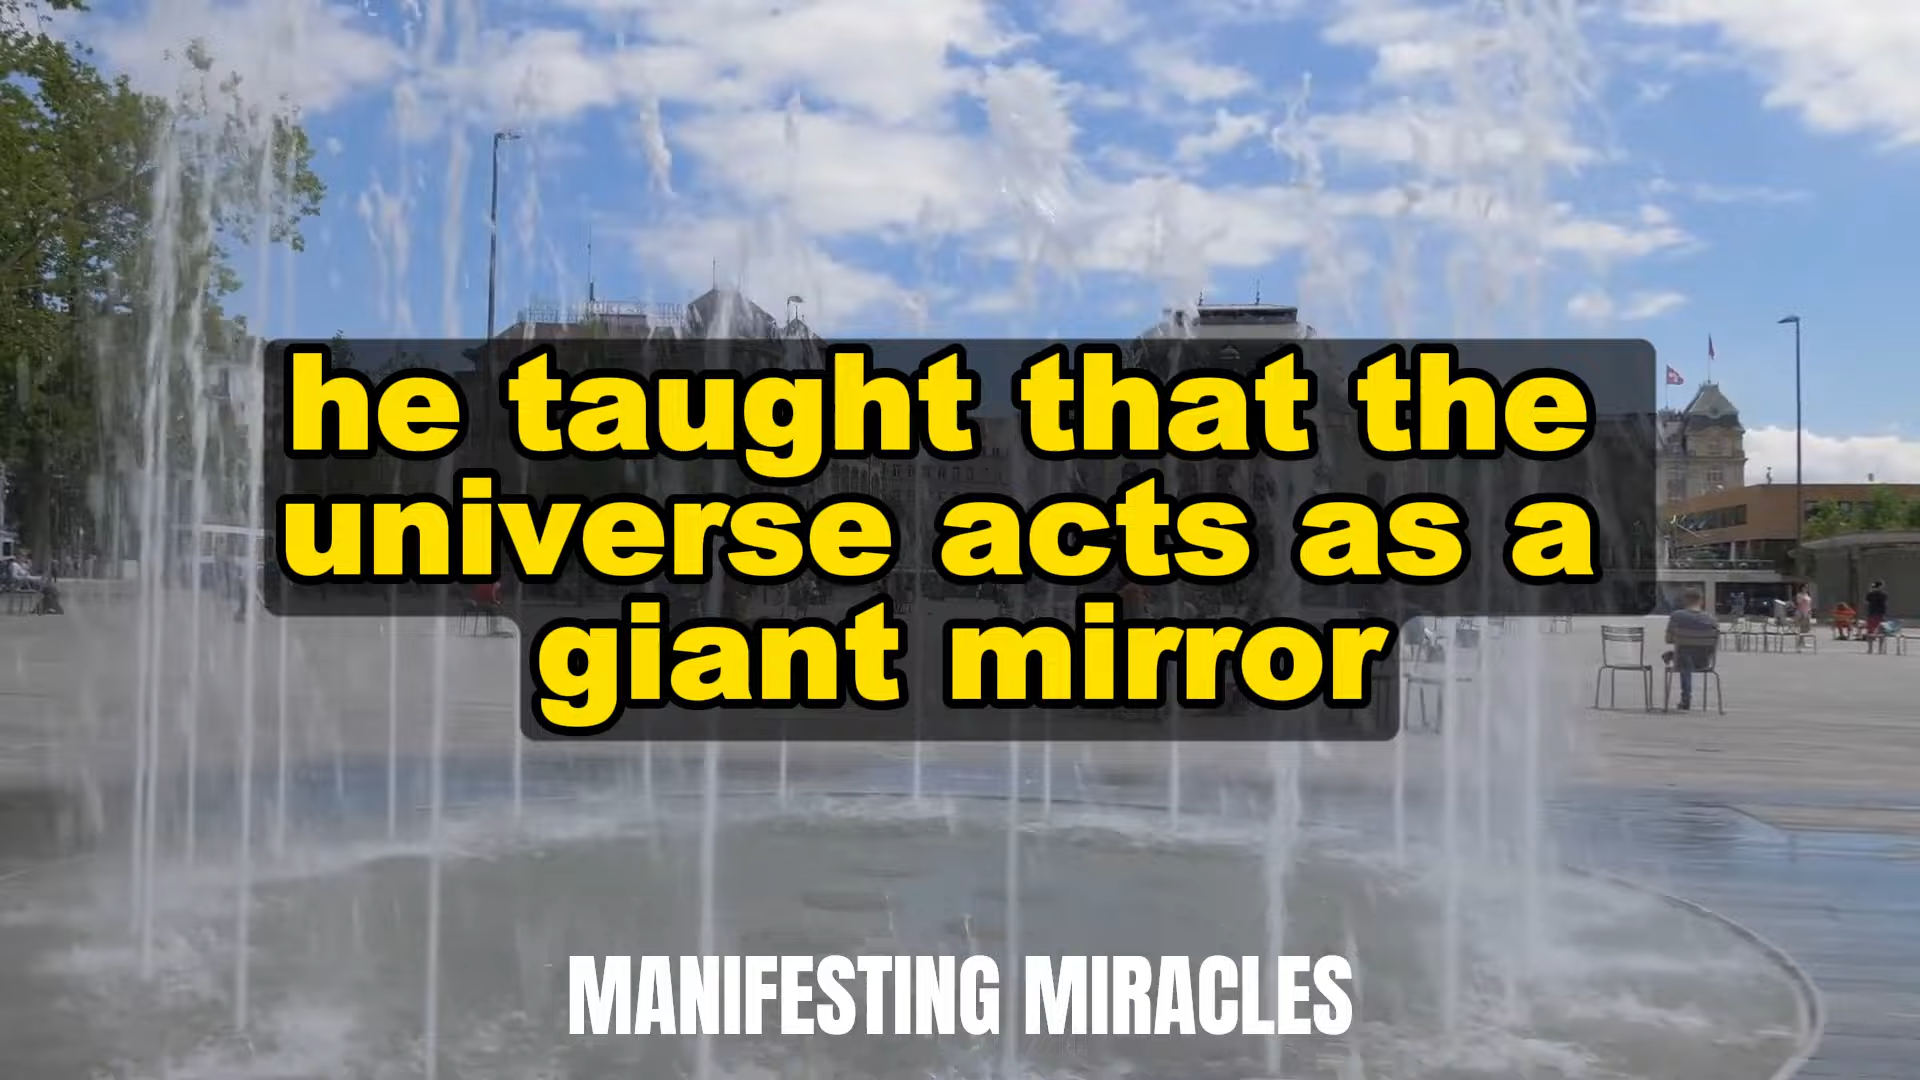 he taught that the
universe acts as a
giant mirror
MANIFESTING MIRACLES